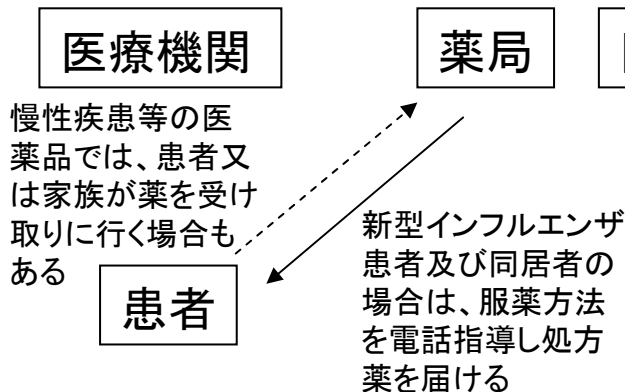 医療機関
薬局
慢性疾患等の医
薬品では、患者又
は家族が薬を受け
取りに行く場合も
ある
患者
新型インフルエンザ
患者及び同居者の
場合は、服薬方法
を電話指導し処方
薬を届ける